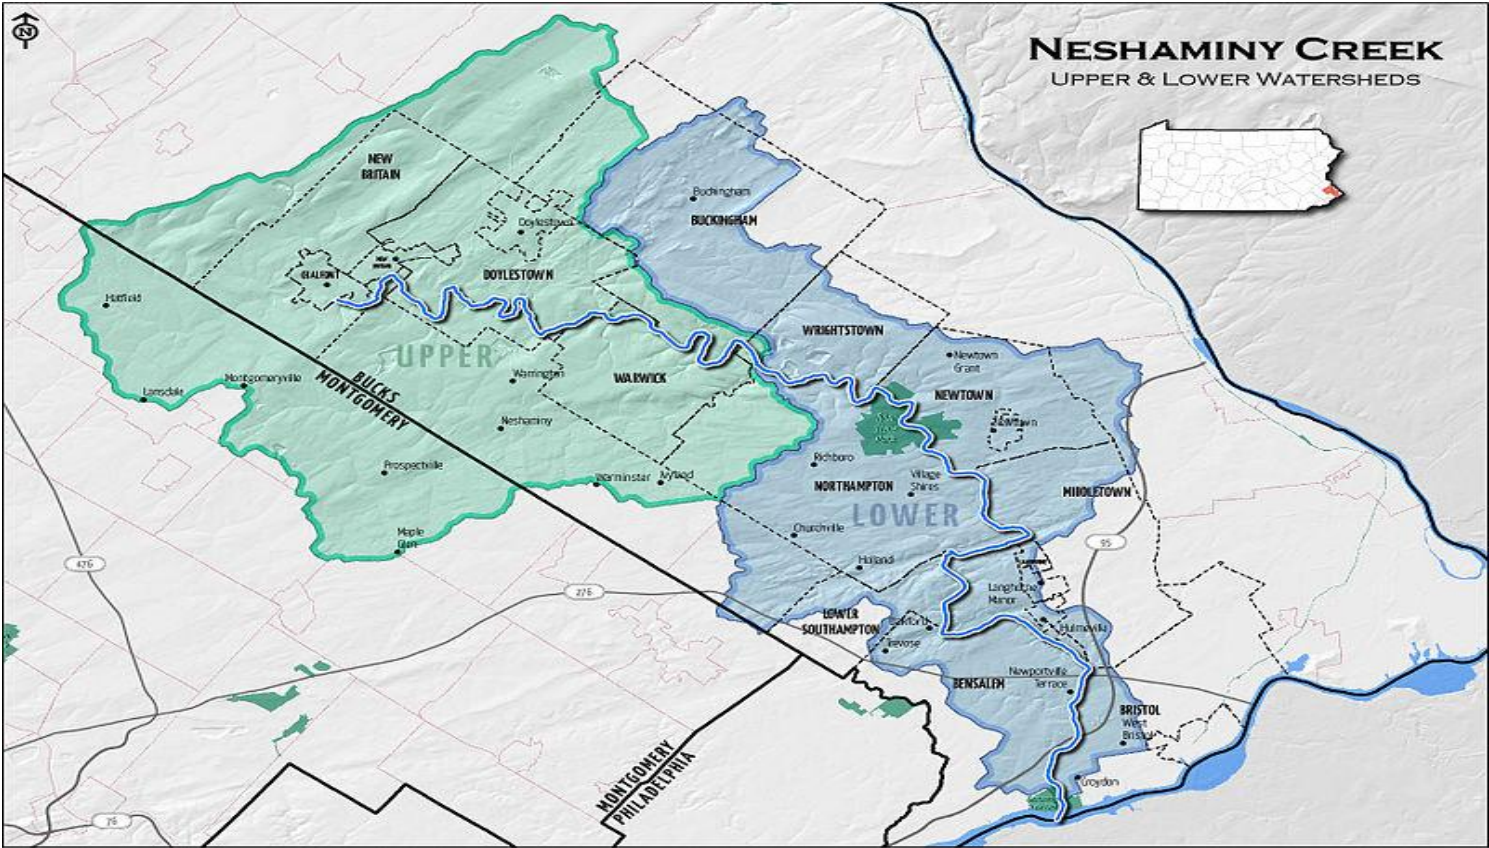 N
NESHAMINY CREEK
UPPER & LOWER WATERSHEDS
NEW
BRITAIN
Buckingham
BUCKINGHAM
Doylestown
DOYLESTOWN
CHALFONT
NEW
BRITAIN
Hatfield
WRIGHTSTOWN
UPPER
Newtown
Grant
Warrington
WARWICK
BUCKS
MONTGOMERY
Montgomeryville
Lansdale
NEWTOWN
Newtown
Neshaminy
Richboro
Prospectville
Warminster
Ivyland
Village
Shires
NORTHAMPTON
MIDDLETOWN
LOWER
Churchville
Maple
Glen
Holland
95
476
276
Langhorne
Manor
LOWER
SOUTHAMPTON
Oakford
Hulmeville
Trevose
Newportville
Terrace
BENSALEM
BRISTOL
West
Bristol
MONTGOMERY
PHILADELPHIA
Croydon
76